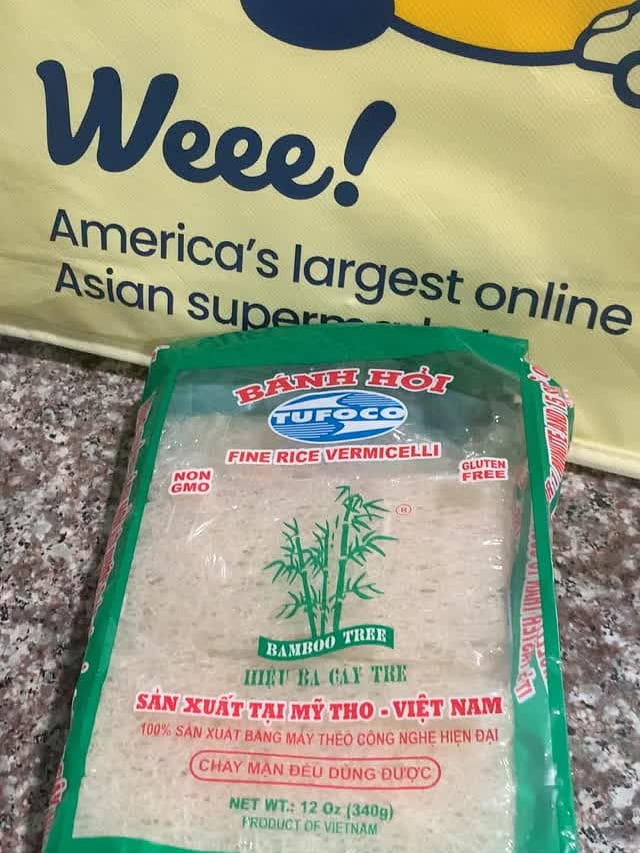 Weee!
America's largest online
Asian
BÁNH HỎI
TUFOCO
FINE RICE VERMICELLI
NON
GMO
GLUTEN
FREE
®
BAMBOO TREE
HIỆU BA CÂY TRE
SẢN XUẤT TẠI MỸ THO - VIỆT NAM
100% SẢN XUẤT BẰNG MÁY THEO CÔNG NGHỆ HIỆN ĐẠI
CHAY MẶN ĐỀU DÙNG ĐƯỢC
NET WT.: 12 Oz (340g)
PRODUCT OF VIETNAM